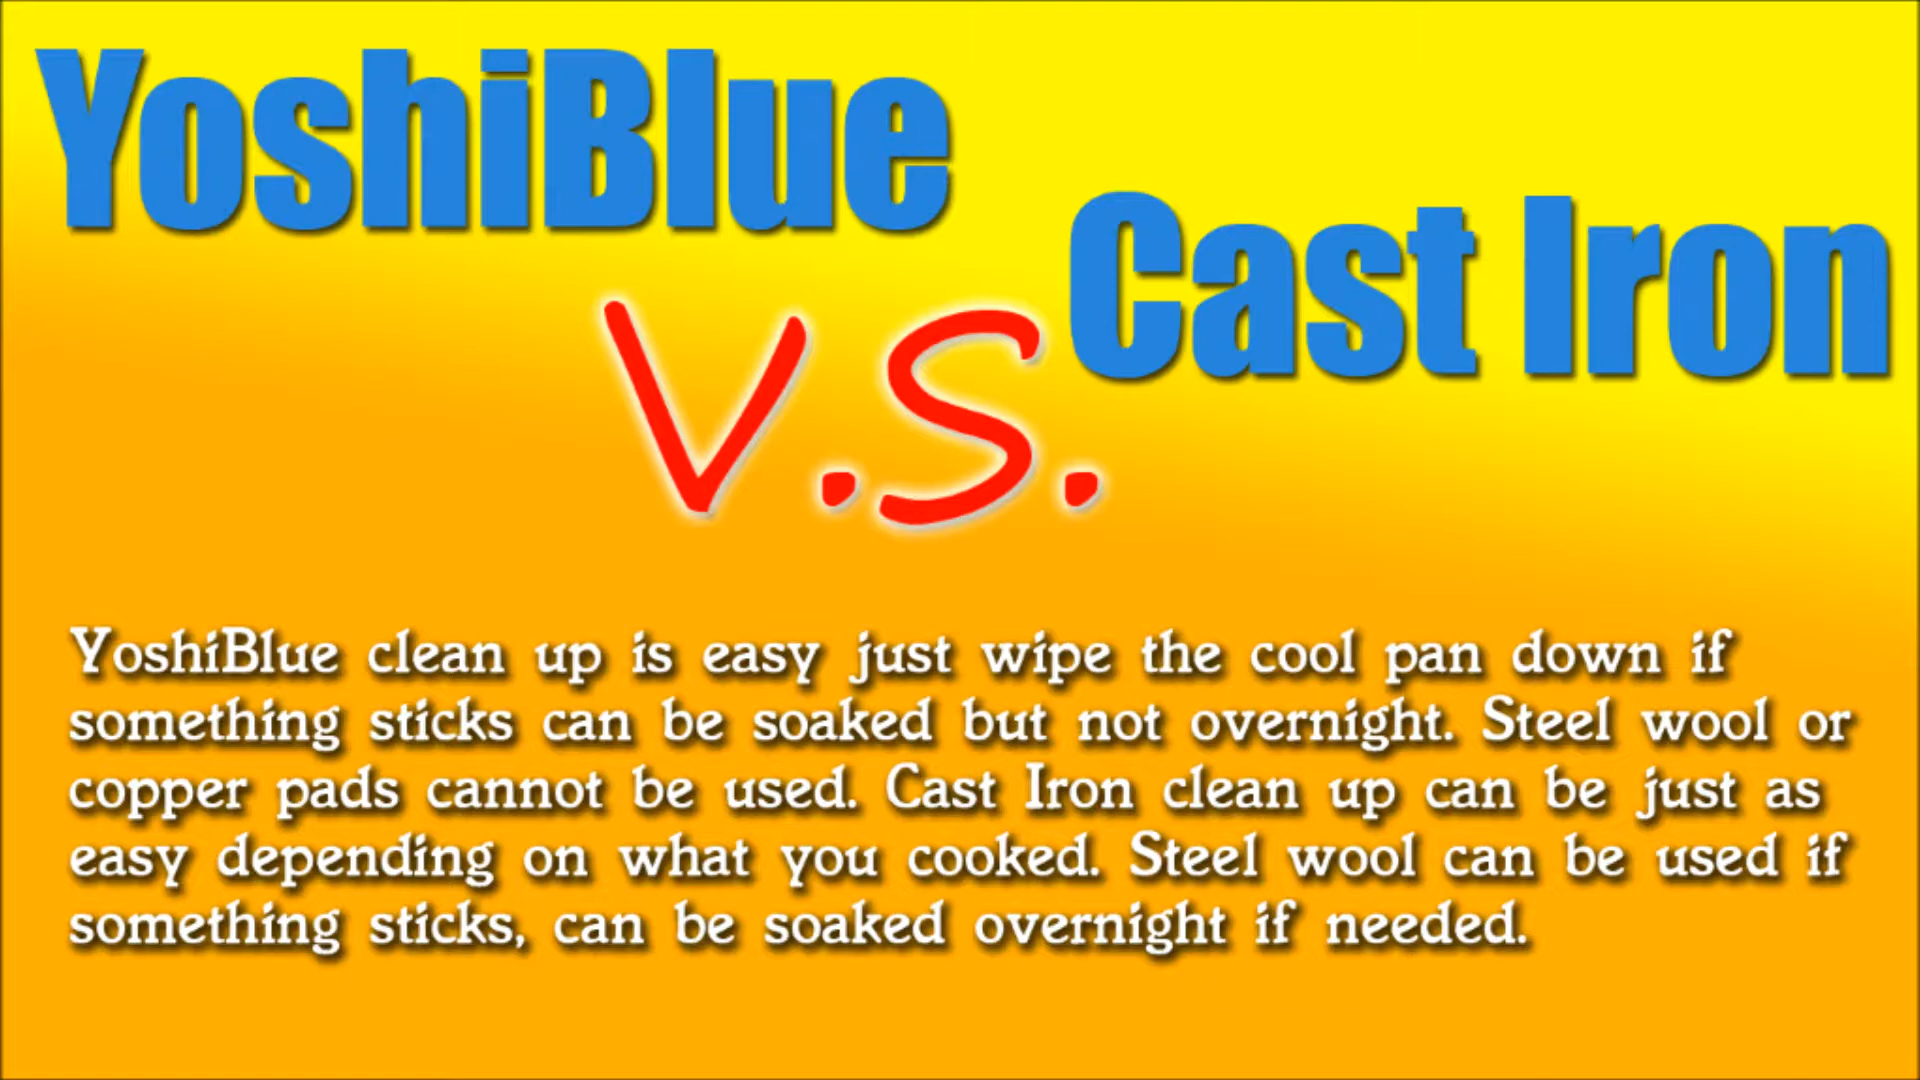 YoshiBlue
Cast Iron
V.S.
YoshiBlue clean up is easy just wipe the cool pan down if
something sticks can be soaked but not overnight. Steel wool or
copper pads cannot be used. Cast Iron clean up can be just as
easy depending on what you cooked. Steel wool can be used if
something sticks, can be soaked overnight if needed.